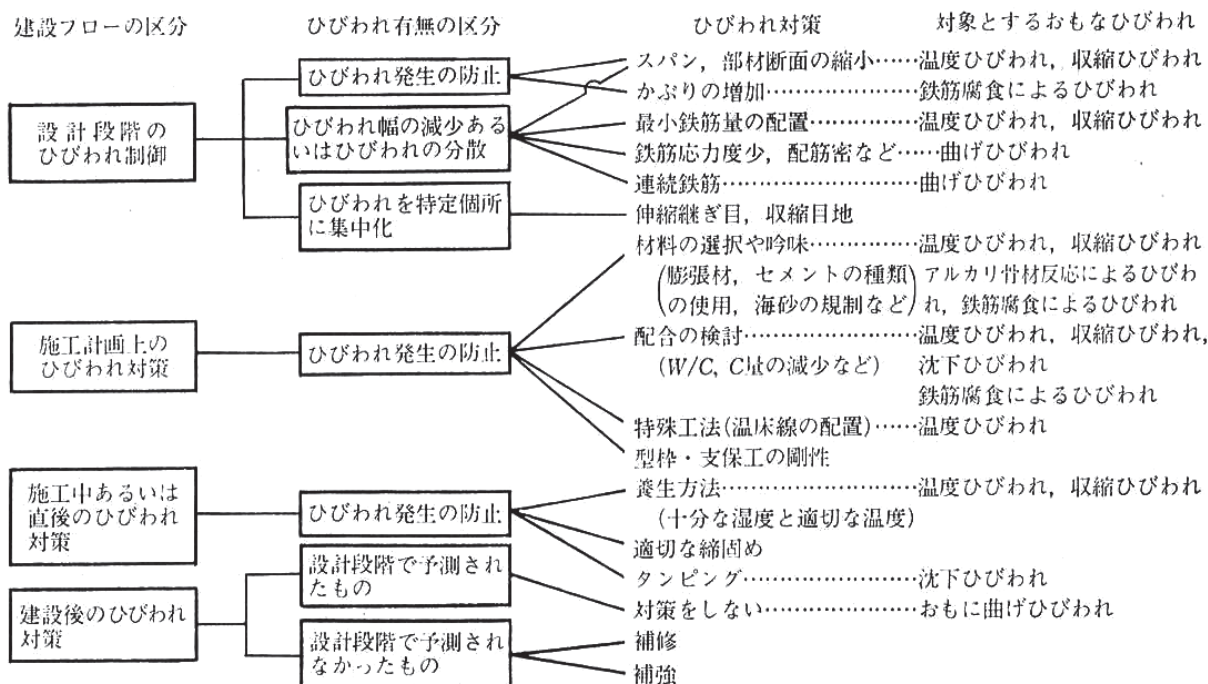 建設フローの区分 ひびわれ有無の区分 ひびわれ対策 対象とするおもなひびわれ
設計段階の
ひびわれ制御
ひびわれ発生の防止
ひびわれ幅の減少ある
いはひびわれの分散
ひびわれを特定個所
に集中化
スパン，部材断面の縮小……温度ひびわれ，収縮ひびわれ
かぶりの増加………………鉄筋腐食によるひびわれ
最小鉄筋量の配置…………温度ひびわれ，収縮ひびわれ
鉄筋応力度少，配筋密など……曲げひびわれ
連続鉄筋……………………曲げひびわれ
伸縮継ぎ目，収縮目地
施工計画上の
ひびわれ対策
ひびわれ発生の防止
材料の選択や吟味……………温度ひびわれ，収縮ひびわれ
(膨張材，セメントの種類 アルカリ骨材反応によるひびわ
の使用，海砂の規制など) れ，鉄筋腐食によるひびわれ
配合の検討…………………温度ひびわれ，収縮ひびわれ，
(W/C, C量の減少など) 沈下ひびわれ
鉄筋腐食によるひびわれ
特殊工法(温床線の配置)……温度ひびわれ
型枠・支保工の剛性
施工中あるいは
直後のひびわれ
対策
ひびわれ発生の防止
養生方法……………………温度ひびわれ，収縮ひびわれ
(十分な湿度と適切な温度)
適切な締固め
タンピング…………………沈下ひびわれ
建設後のひびわれ
対策
設計段階で予測され
たもの
対策をしない………………おもに曲げひびわれ
設計段階で予測され
なかったもの
補修
補強